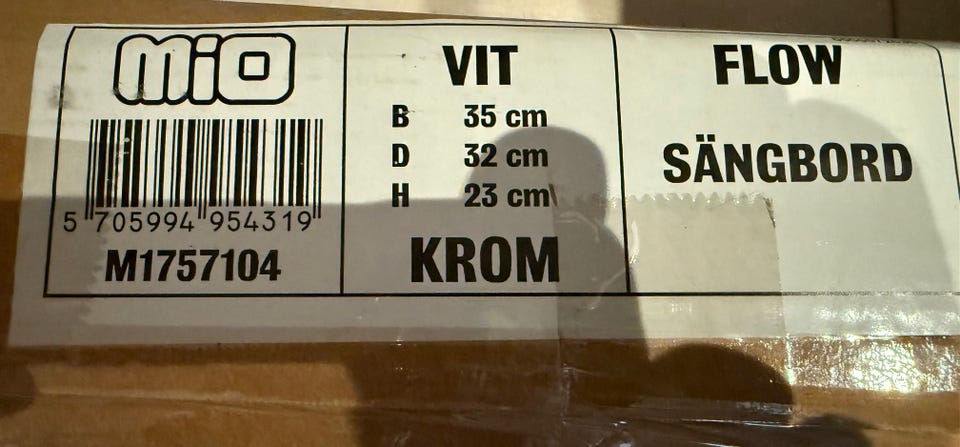 MiO
5 705994 954319
M1757104
VIT
B 35 cm
D 32 cm
H 23 cm
KROM
FLOW
SÄNGBORD